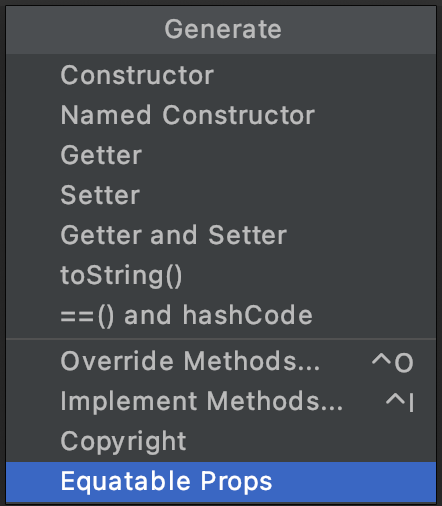 Generate
Constructor
Named Constructor
Getter
Setter
Getter and Setter
toString()
==() and hashCode
Override Methods... ^O
Implement Methods... ^I
Copyright
Equatable Props